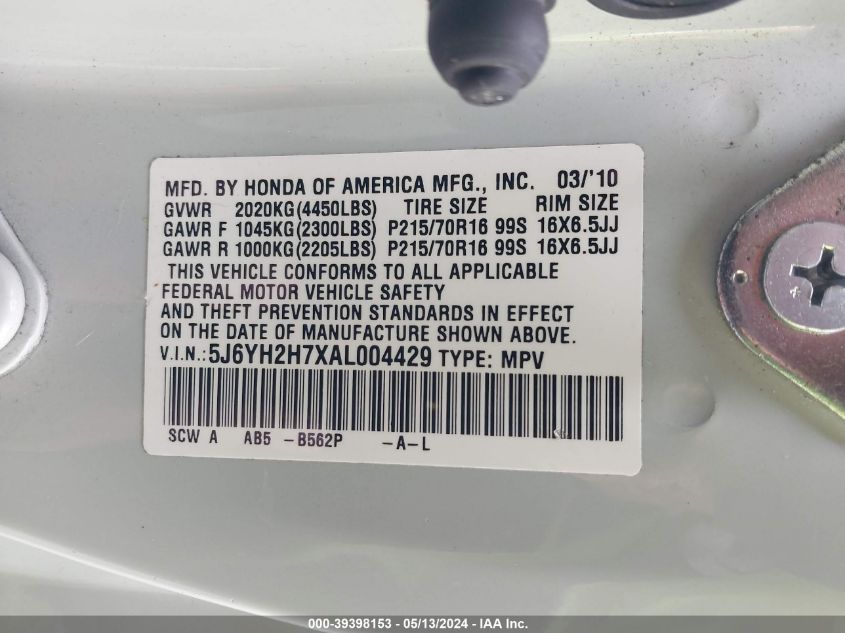 MFD. BY HONDA OF AMERICA MFG., INC. 03/'10
GVWR 2020KG(4450LBS) TIRE SIZE RIM SIZE
GAWR F 1045KG(2300LBS) P215/70R16 99S 16X6.5JJ
GAWR R 1000KG(2205LBS) P215/70R16 99S 16X6.5JJ
THIS VEHICLE CONFORMS TO ALL APPLICABLE
FEDERAL MOTOR VEHICLE SAFETY
AND THEFT PREVENTION STANDARDS IN EFFECT
ON THE DATE OF MANUFACTURE SHOWN ABOVE.
V.I.N.:5J6YH2H7XAL004429 TYPE: MPV
SCW A AB5 -B562P -A-L
000-39398153 - 05/13/2024 - IAA Inc.